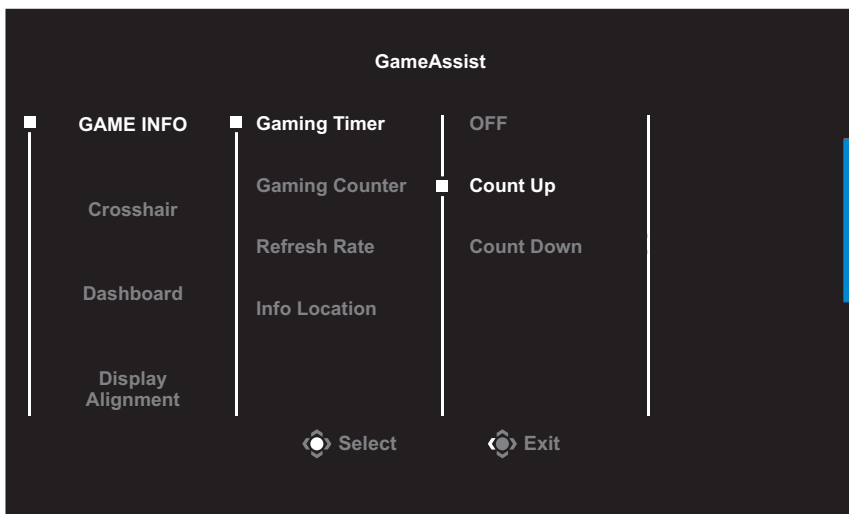 GameAssist
GAME INFO
Crosshair
Dashboard
Display
Alignment
Gaming Timer
Gaming Counter
Refresh Rate
Info Location
OFF
Count Up
Count Down
Select
Exit